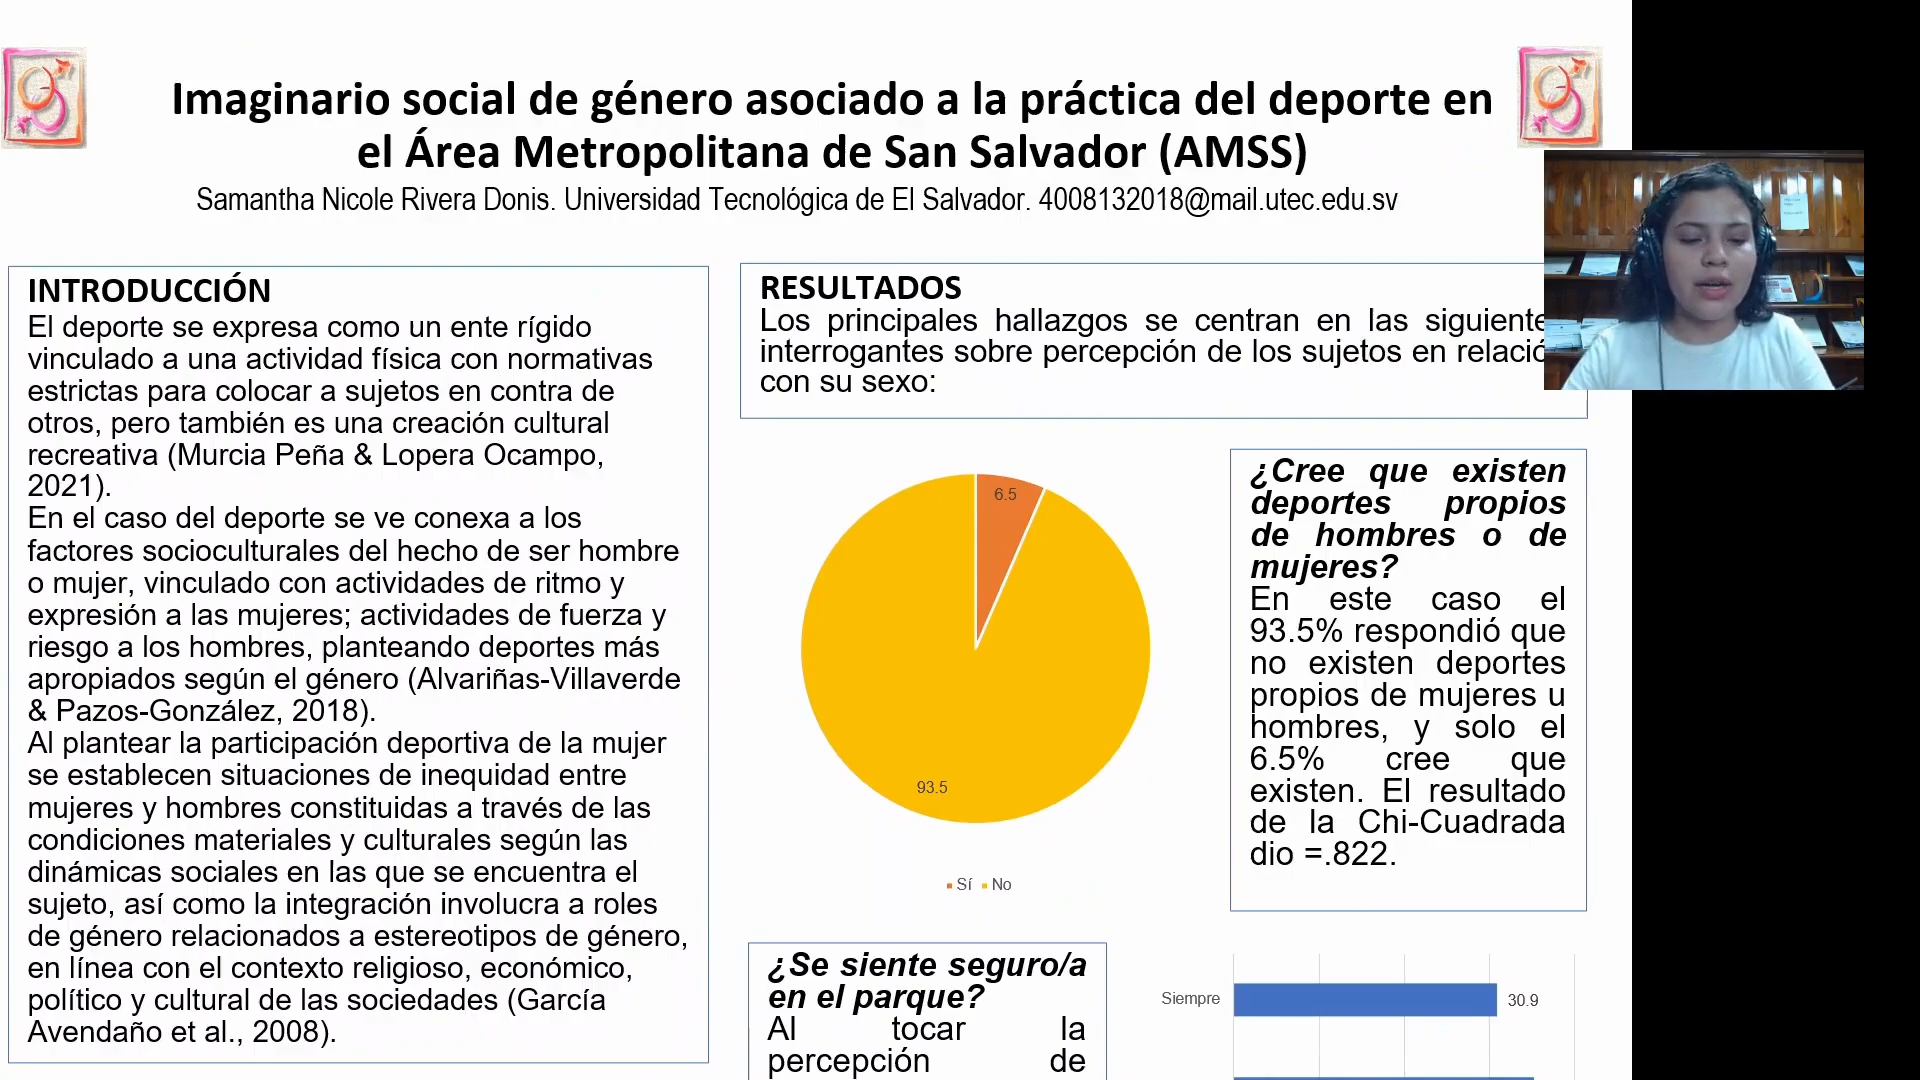 Imaginario social de género asociado a la práctica del deporte en
el Área Metropolitana de San Salvador (AMSS)
Samantha Nicole Rivera Donis. Universidad Tecnológica de El Salvador. 4008132018@mail.utec.edu.sv
INTRODUCCIÓN
El deporte se expresa como un ente rígido
vinculado a una actividad física con normativas
estrictas para colocar a sujetos en contra de
otros, pero también es una creación cultural
recreativa (Murcia Peña & Lopera Ocampo,
2021).
En el caso del deporte se ve conexa a los
factores socioculturales del hecho de ser hombre
o mujer, vinculado con actividades de ritmo y
expresión a las mujeres; actividades de fuerza y
riesgo a los hombres, planteando deportes más
apropiados según el género (Alvariñas-Villaverde
& Pazos-González, 2018).
Al plantear la participación deportiva de la mujer
se establecen situaciones de inequidad entre
mujeres y hombres constituidas a través de las
condiciones materiales y culturales según las
dinámicas sociales en las que se encuentra el
sujeto, así como la integración involucra a roles
de género relacionados a estereotipos de género,
en línea con el contexto religioso, económico,
político y cultural de las sociedades (García
Avendaño et al., 2008).
RESULTADOS
Los principales hallazgos se centran en las siguiente
interrogantes sobre percepción de los sujetos en relació
con su sexo:
6.5
93.5
Sí No
¿Cree que existen
deportes propios
de hombres o de
mujeres?
En este caso el
93.5% respondió que
no existen deportes
propios de mujeres u
hombres, y solo el
6.5% cree que
existen. El resultado
de la Chi-Cuadrada
dio =.822.
¿Se siente seguro/a
en el parque?
Al tocar la
percepción de
Siempre
30.9